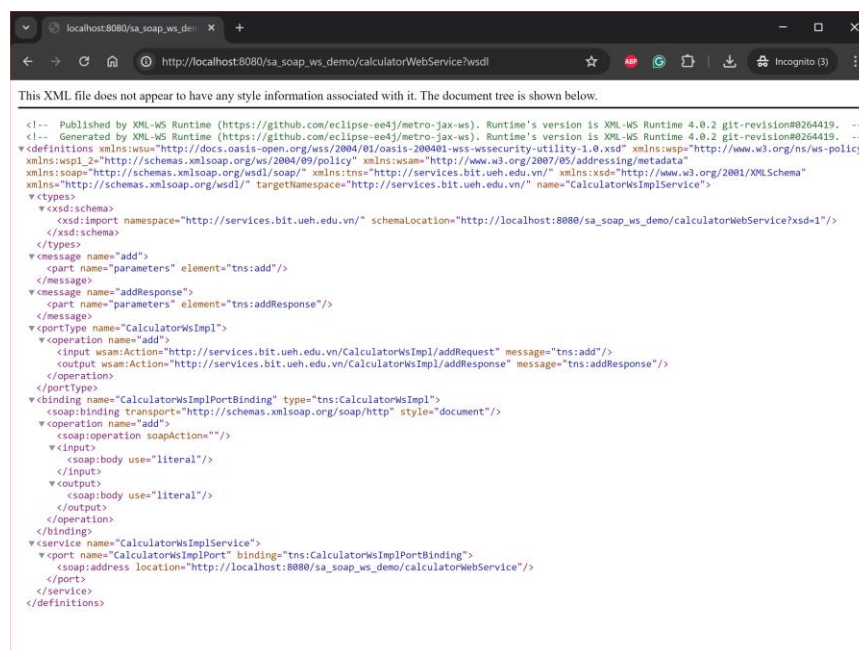 localhost:8080/sa_soap_ws_den
http://localhost:8080/sa_soap_ws_demo/calculatorWebService?wsdl
ABP
Incognito (3)
This XML file does not appear to have any style information associated with it. The document tree is shown below.
<!-- Published by XML-WS Runtime (https://github.com/eclipse-ee4j/metro-jax-ws). Runtime's version is XML-WS Runtime 4.0.2 git-revision#0264419. --
<!-- Generated by XML-WS Runtime (https://github.com/eclipse-ee4j/metro-jax-ws). Runtime's version is XML-WS Runtime 4.0.2 git-revision#0264419. --
▼<definitions xmlns:wsu="http://docs.oasis-open.org/wss/2004/01/oasis-200401-wss-wssecurity-utility-1.0.xsd" xmlns:wsp="http://www.w3.org/ns/ws-policy
xmlns:wsp1_2="http://schemas.xmlsoap.org/ws/2004/09/policy" xmlns:wsam="http://www.w3.org/2007/05/addressing/metadata"
xmlns:soap="http://schemas.xmlsoap.org/wsdl/soap/" xmlns:tns="http://services.bit.ueh.edu.vn/" xmlns:xsd="http://www.w3.org/2001/XMLSchema"
xmlns="http://schemas.xmlsoap.org/wsdl/" targetNamespace="http://services.bit.ueh.edu.vn/" name="CalculatorWsImplService">
▼<types>
▼<xsd:schema>
<xsd:import namespace="http://services.bit.ueh.edu.vn/" schemaLocation="http://localhost:8080/sa_soap_ws_demo/calculatorWebService?xsd=1"/>
</xsd:schema>
</types>
▼<message name="add">
<part name="parameters" element="tns:add"/>
</message>
▼<message name="addResponse">
<part name="parameters" element="tns:addResponse"/>
</message>
▼<portType name="CalculatorWsImpl">
▼<operation name="add">
<input wsam:Action="http://services.bit.ueh.edu.vn/CalculatorWsImpl/addRequest" message="tns:add"/>
<output wsam:Action="http://services.bit.ueh.edu.vn/CalculatorWsImpl/addResponse" message="tns:addResponse"/>
</operation>
</portType>
▼<binding name="CalculatorWsImplPortBinding" type="tns:CalculatorWsImpl">
<soap:binding transport="http://schemas.xmlsoap.org/soap/http" style="document"/>
▼<operation name="add">
<soap:operation soapAction=""/>
▼<input>
<soap:body use="literal"/>
</input>
▼<output>
<soap:body use="literal"/>
</output>
</operation>
</binding>
▼<service name="CalculatorWsImplService">
▼<port name="CalculatorWsImplPort" binding="tns:CalculatorWsImplPortBinding">
<soap:address location="http://localhost:8080/sa_soap_ws_demo/calculatorWebService"/>
</port>
</service>
</definitions>